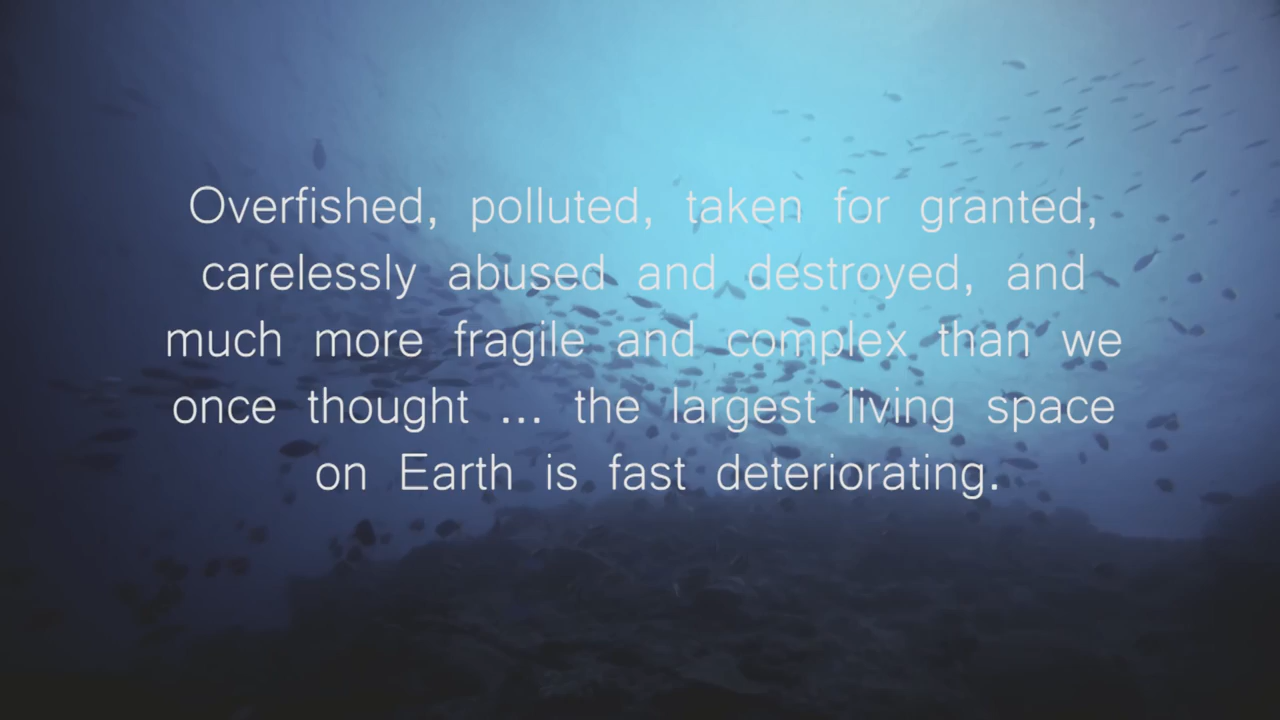 Overfished, polluted, taken for granted,
carelessly abused and destroyed, and
much more fragile and complex than we
once thought ... the largest living space
on Earth is fast deteriorating.